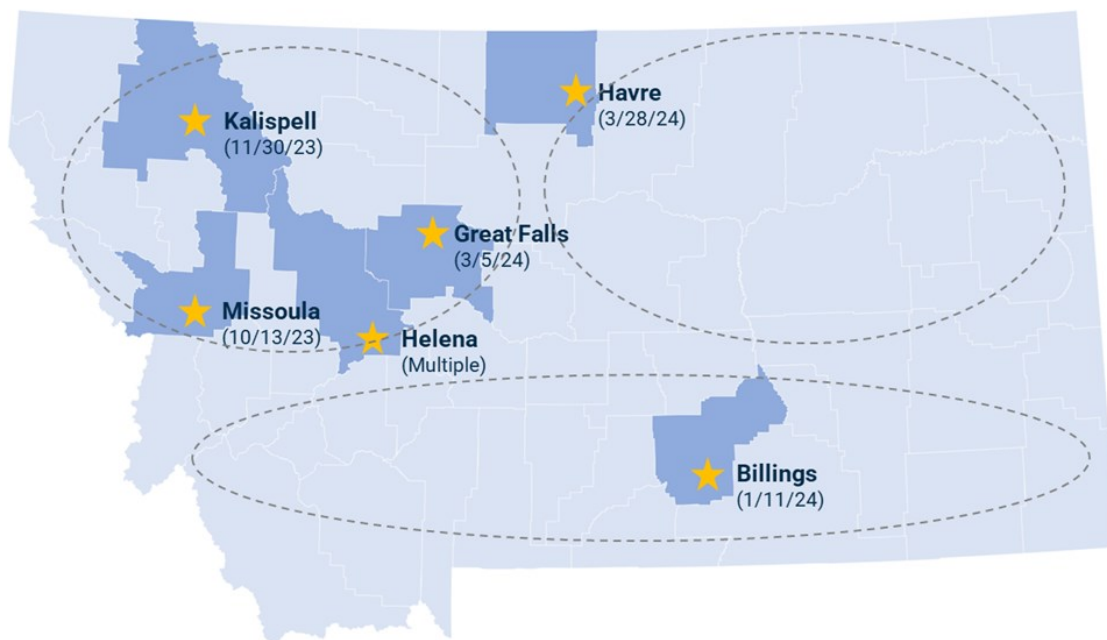 Havre
(3/28/24)
Kalispell
(11/30/23)
Great Falls
(3/5/24)
Missoula
(10/13/23)
Helena
(Multiple)
Billings
(1/11/24)